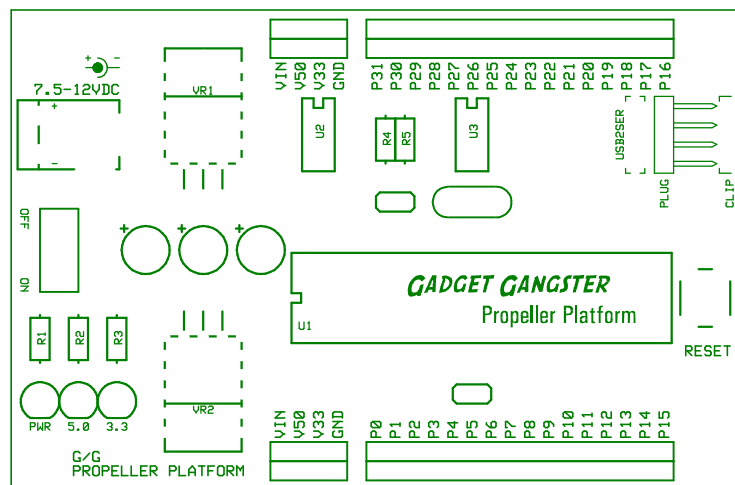 + −
7.5-12VDC
+
−
VR1
VIN V50 V33 GND
P31 P30 P29 P28 P27 P26 P25 P24 P23 P22 P21 P20 P19 P18 P17 P16
U2
R4 R5
U3
USB2SER
PLUG
CLIP
OFF
ON
+ + +
GADGET GANGSTER
Propeller Platform
U1
RESET
R1 R2 R3
PWR 5.0 3.3
VR2
VIN V50 V33 GND
P0 P1 P2 P3 P4 P5 P6 P7 P8 P9 P10 P11 P12 P13 P14 P15
G/G
PROPELLER PLATFORM